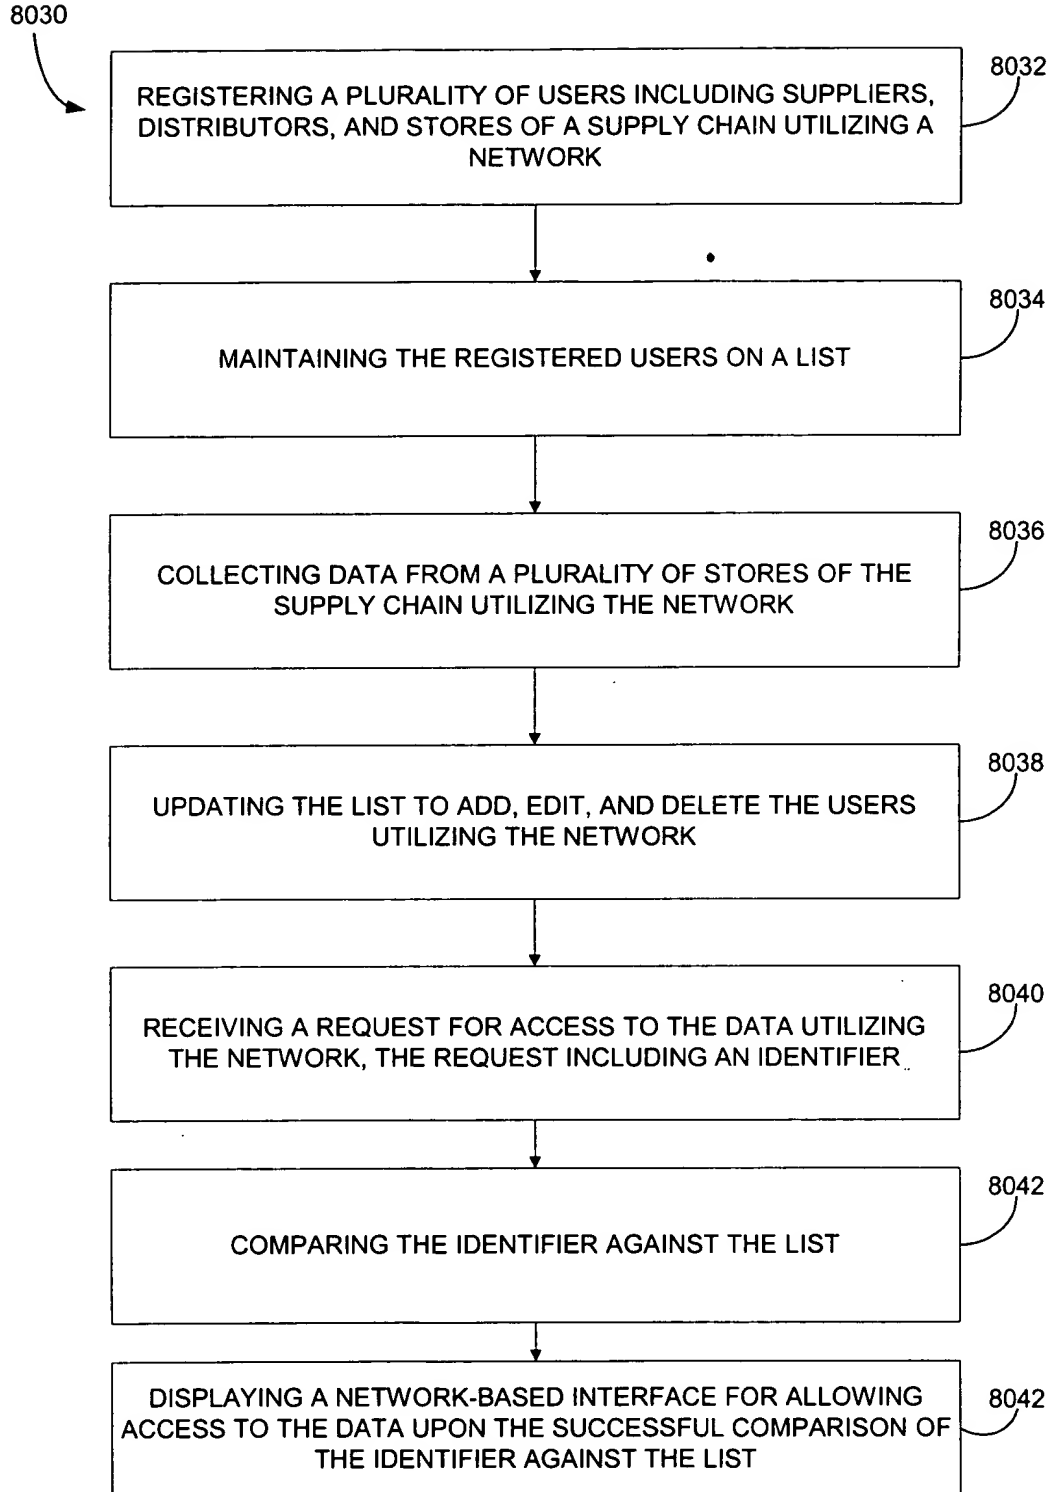 8030
8032
REGISTERING A PLURALITY OF USERS INCLUDING SUPPLIERS,
DISTRIBUTORS, AND STORES OF A SUPPLY CHAIN UTILIZING A
NETWORK
8034
MAINTAINING THE REGISTERED USERS ON A LIST
8036
COLLECTING DATA FROM A PLURALITY OF STORES OF THE
SUPPLY CHAIN UTILIZING THE NETWORK
8038
UPDATING THE LIST TO ADD, EDIT, AND DELETE THE USERS
UTILIZING THE NETWORK
8040
RECEIVING A REQUEST FOR ACCESS TO THE DATA UTILIZING
THE NETWORK, THE REQUEST INCLUDING AN IDENTIFIER
8042
COMPARING THE IDENTIFIER AGAINST THE LIST
8042
DISPLAYING A NETWORK-BASED INTERFACE FOR ALLOWING
ACCESS TO THE DATA UPON THE SUCCESSFUL COMPARISON OF
THE IDENTIFIER AGAINST THE LIST